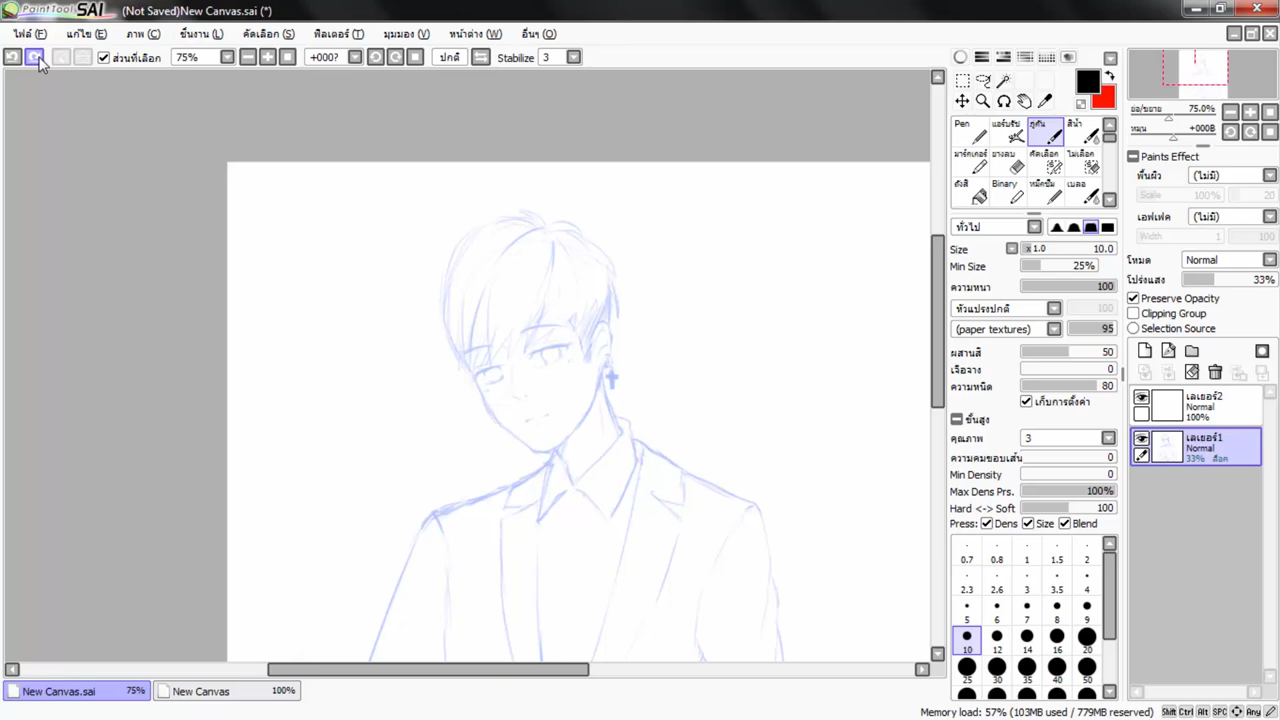 PaintTool SAI (Not Saved)New Canvas.sai (*)
ไฟล์ (F) แก้ไข (E) ภาพ (C) ชั้นงาน (L) คัดเลือก (S) ฟิลเตอร์ (T) มุมมอง (V) หน้าต่าง (W) อื่นๆ (O)
ส่วนที่เลือก 75% ปกติ Stabilize 3
Pen แอร์บรัช พู่กัน สีน้ำ
มาร์กเกอร์ ยางลบ คัดเลือก ไม่เลือก
ถังสี Binary หมึกซึม เบลอ
ทั่วไป
Size x 1.0 10.0
Min Size 25%
ความหนา 100
หัวแปรงปกติ 100
(paper textures) 95
ผสานสี 50
เจือจาง 0
ความหนืด 80
เก็บการตั้งค่า
ขั้นสูง
คุณภาพ 3
ความคมขอบเส้น 0
Min Density 0
Max Dens Prs. 100%
Hard <-> Soft 100
Press: Dens Size Blend
0.7 0.8 1 1.5 2
2.3 2.6 3 3.5 4
5 6 7 8 9
10 12 14 16 20
25 30 35 40 50
ย่อ/ขยาย 75.0%
หมุน +000B
Paints Effect
พื้นผิว (ไม่มี)
Scale 100% 20
เอฟเฟค (ไม่มี)
Width 1 100
โหมด Normal
โปร่งแสง 33%
Preserve Opacity
Clipping Group
Selection Source
เลเยอร์2
Normal
100%
เลเยอร์1
Normal
33% ล็อค
New Canvas.sai 75% New Canvas 100%
Memory load: 57% (103MB used / 779MB reserved) Shift Ctrl Alt SPC Any